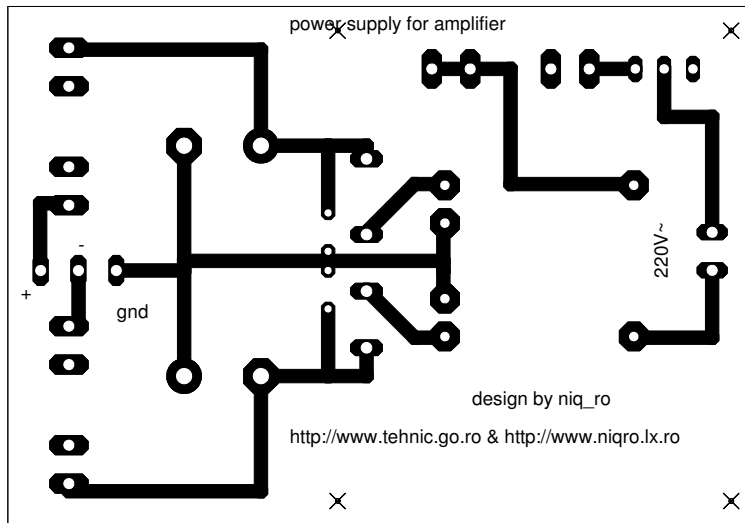 power supply for amplifier
220V~
-
+
gnd
design by niq_ro
http://www.tehnic.go.ro & http://www.niqro.lx.ro